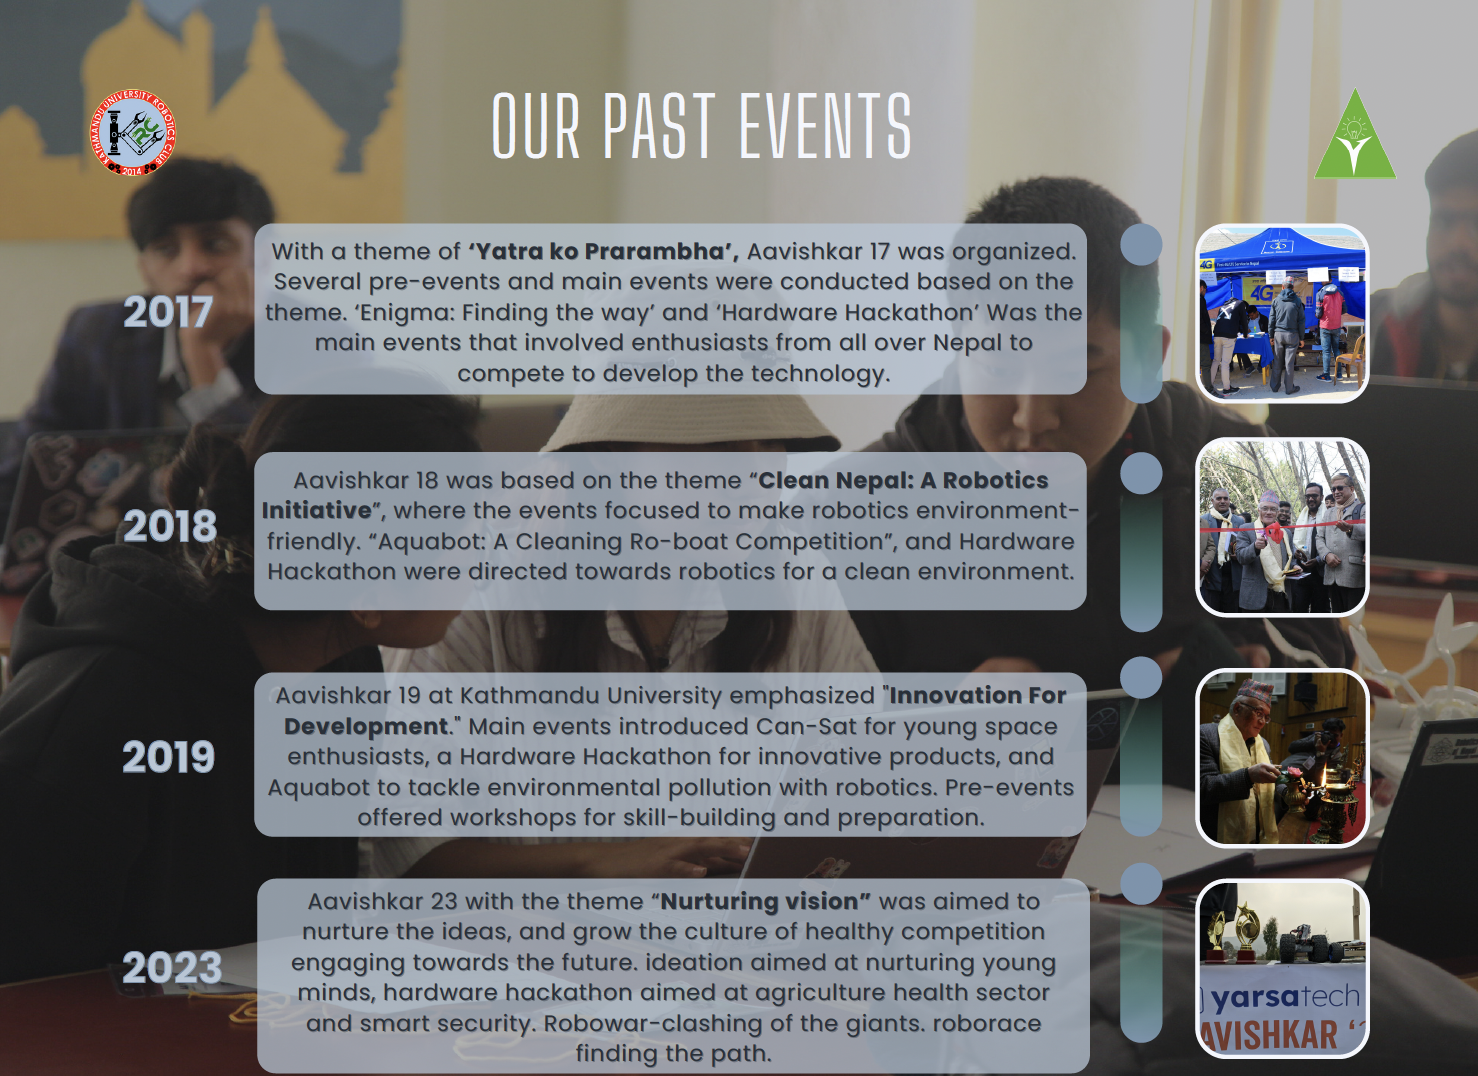 OUR PAST EVENTS
KATHMANDU UNIVERSITY ROBOTICS CLUB
KRC
2014
2017
With a theme of ‘Yatra ko Prarambha’, Aavishkar 17 was organized.
Several pre-events and main events were conducted based on the
theme. ‘Enigma: Finding the way’ and ‘Hardware Hackathon’ Was the
main events that involved enthusiasts from all over Nepal to
compete to develop the technology.
4G
4G
2018
Aavishkar 18 was based on the theme “Clean Nepal: A Robotics
Initiative”, where the events focused to make robotics environment-
friendly. “Aquabot: A Cleaning Ro-boat Competition”, and Hardware
Hackathon were directed towards robotics for a clean environment.
2019
Aavishkar 19 at Kathmandu University emphasized "Innovation For
Development." Main events introduced Can-Sat for young space
enthusiasts, a Hardware Hackathon for innovative products, and
Aquabot to tackle environmental pollution with robotics. Pre-events
offered workshops for skill-building and preparation.
2023
Aavishkar 23 with the theme “Nurturing vision” was aimed to
nurture the ideas, and grow the culture of healthy competition
engaging towards the future. ideation aimed at nurturing young
minds, hardware hackathon aimed at agriculture health sector
and smart security. Robowar-clashing of the giants. roborace
finding the path.
yarsatech
AVISHKAR ‘